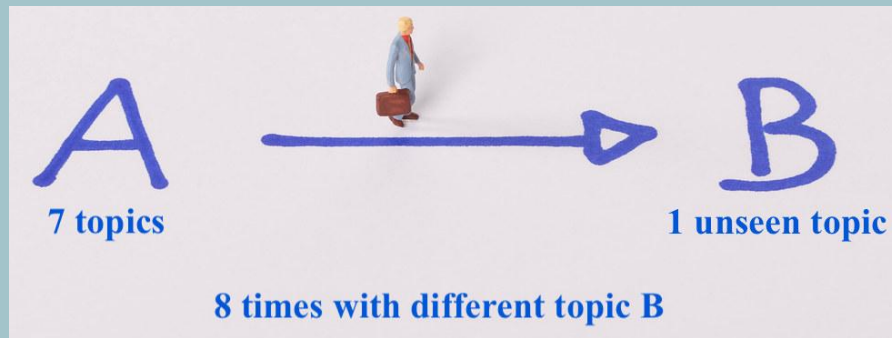 A
B
7 topics
1 unseen topic
8 times with different topic B